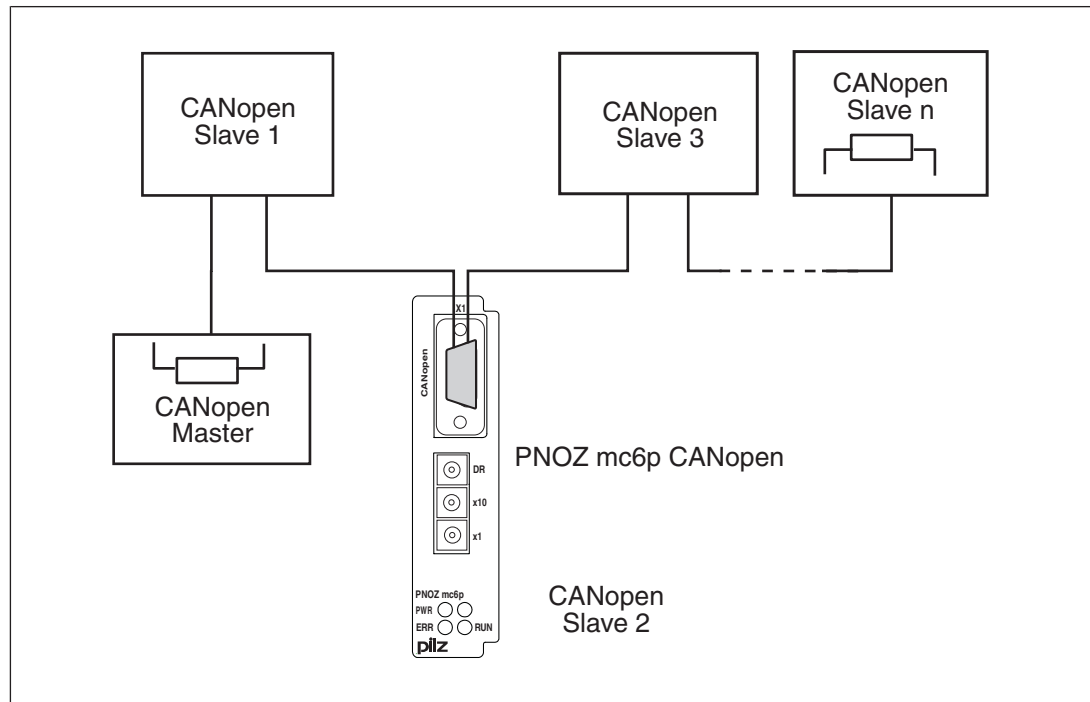 CANopen
Slave 1
CANopen
Slave 3
CANopen
Slave n
X1
CANopen
CANopen
Master
PNOZ mc6p CANopen
DR
x10
x1
PNOZ mc6p
PWR
ERR
RUN
pilz
CANopen
Slave 2